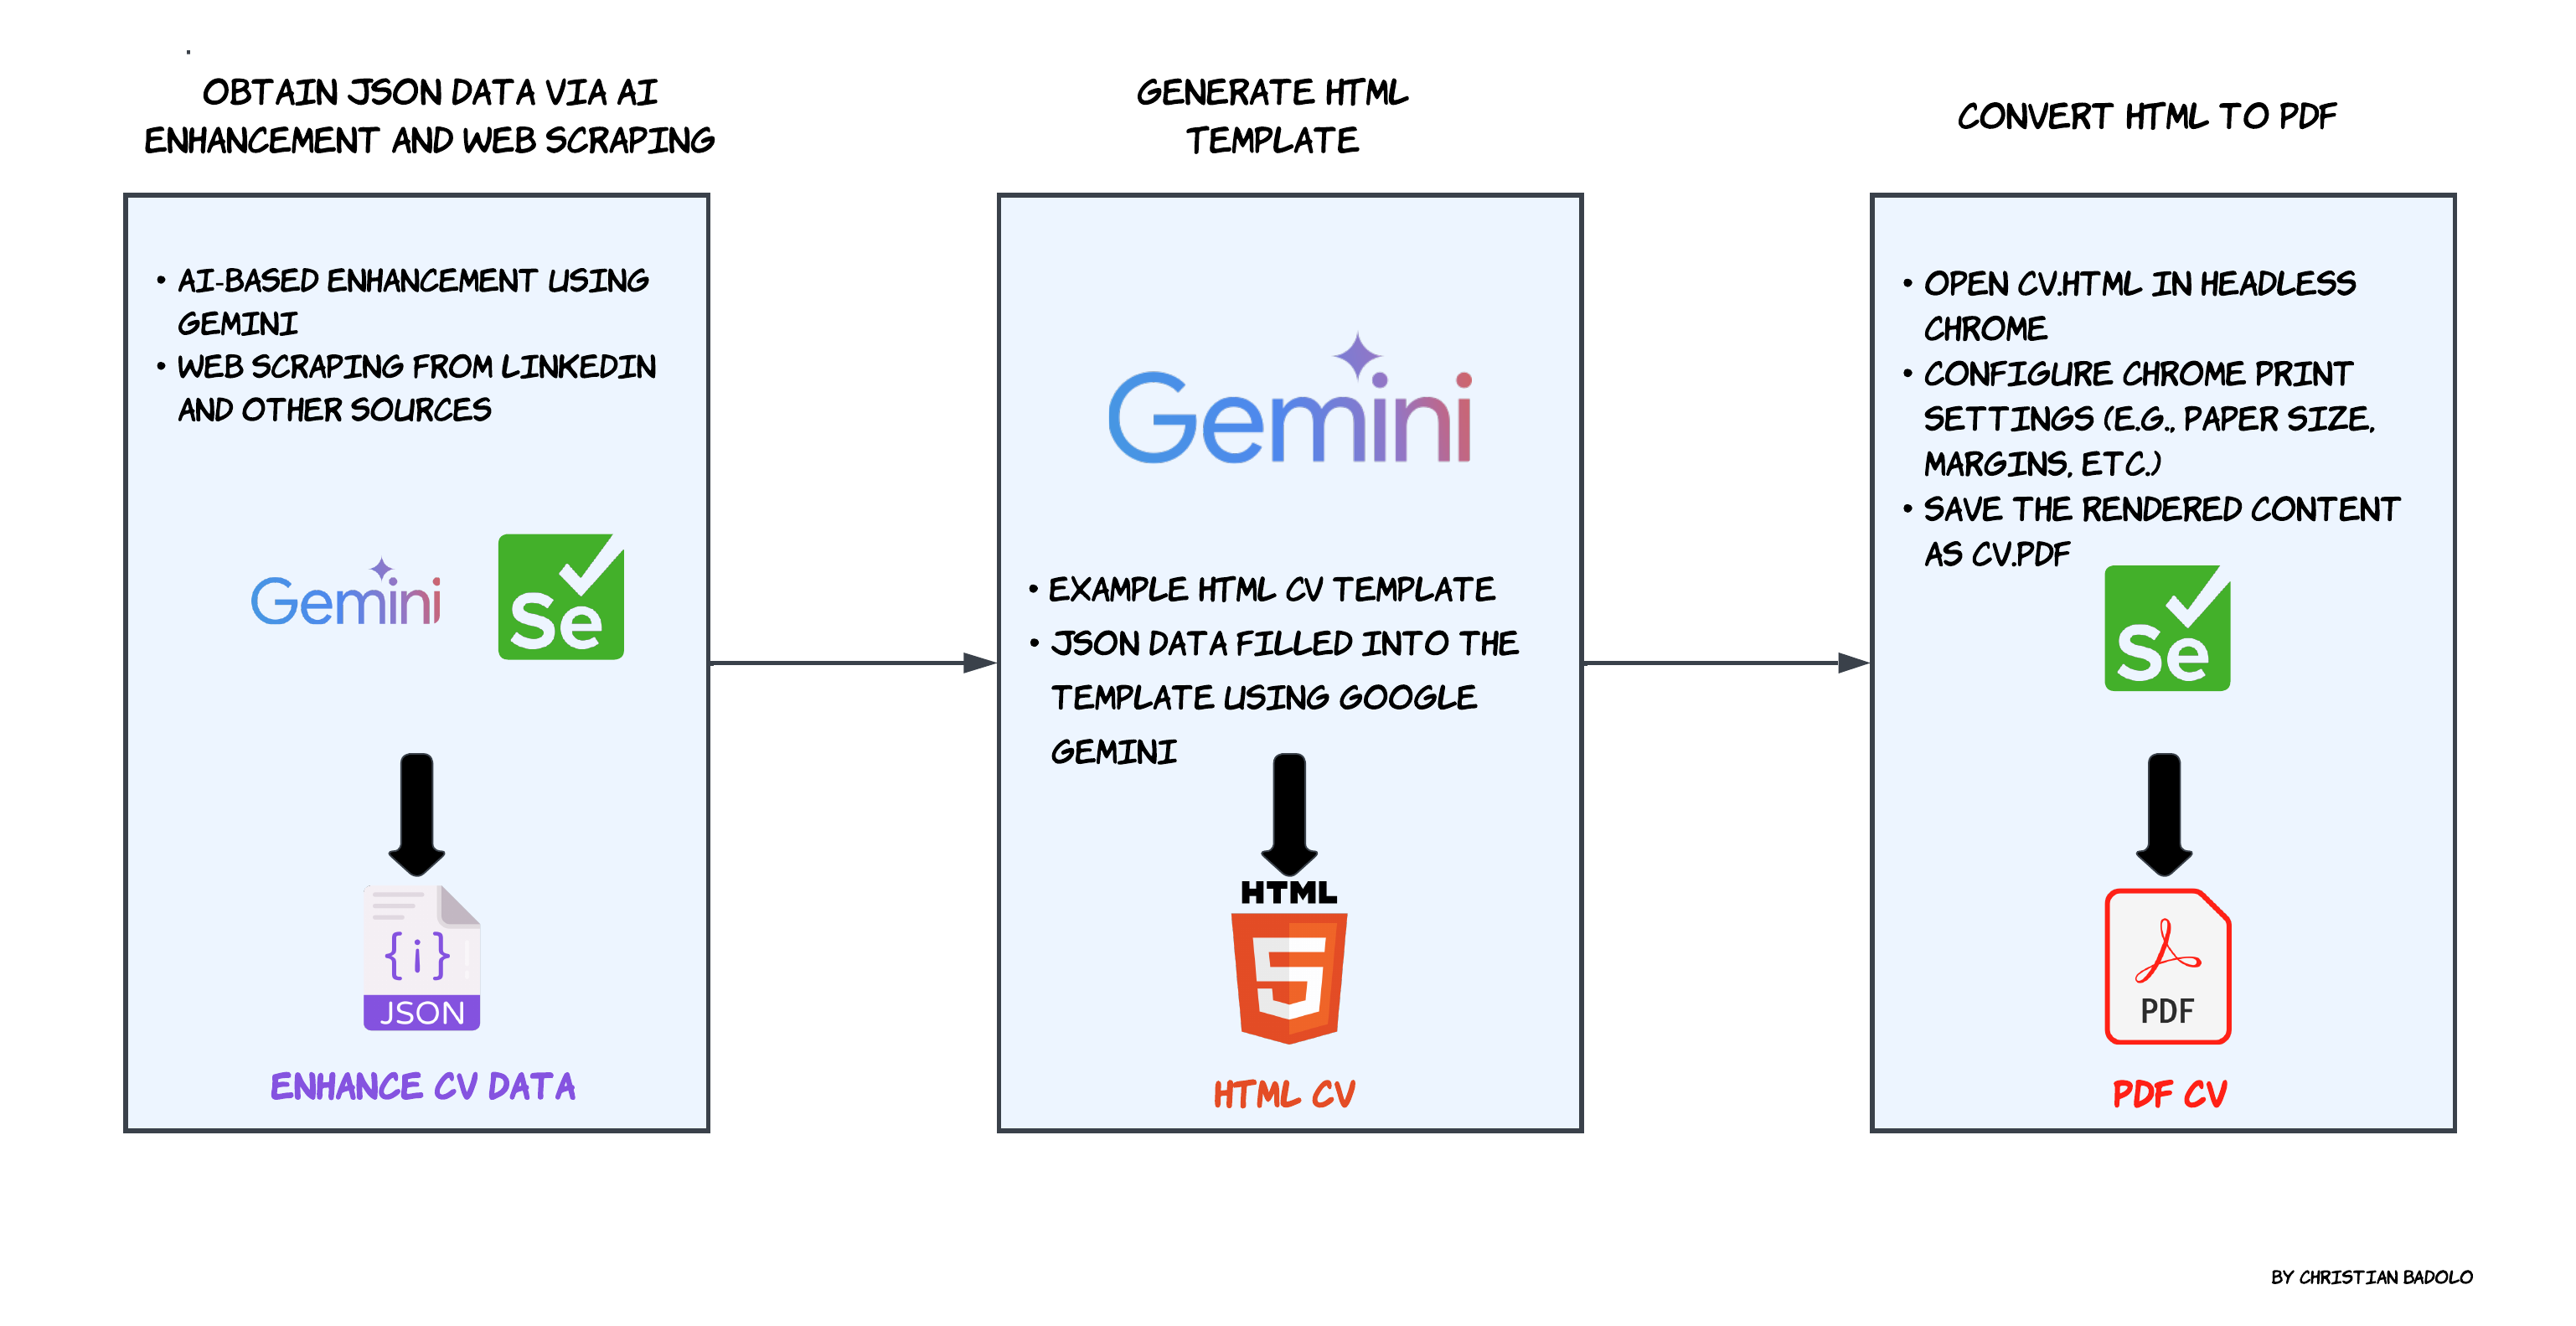 OBTAIN JSON DATA VIA AI
ENHANCEMENT AND WEB SCRAPING
• AI-BASED ENHANCEMENT USING
GEMINI
• WEB SCRAPING FROM LINKEDIN
AND OTHER SOURCES
Gemini
Se
{i}
JSON
ENHANCE CV DATA
GENERATE HTML
TEMPLATE
Gemini
• EXAMPLE HTML CV TEMPLATE
• JSON DATA FILLED INTO THE
TEMPLATE USING GOOGLE
GEMINI
HTML
5
HTML CV
CONVERT HTML TO PDF
• OPEN CV.HTML IN HEADLESS
CHROME
• CONFIGURE CHROME PRINT
SETTINGS (E.G., PAPER SIZE,
MARGINS, ETC.)
• SAVE THE RENDERED CONTENT
AS CV.PDF
Se
PDF
PDF CV
BY CHRISTIAN BADOLO